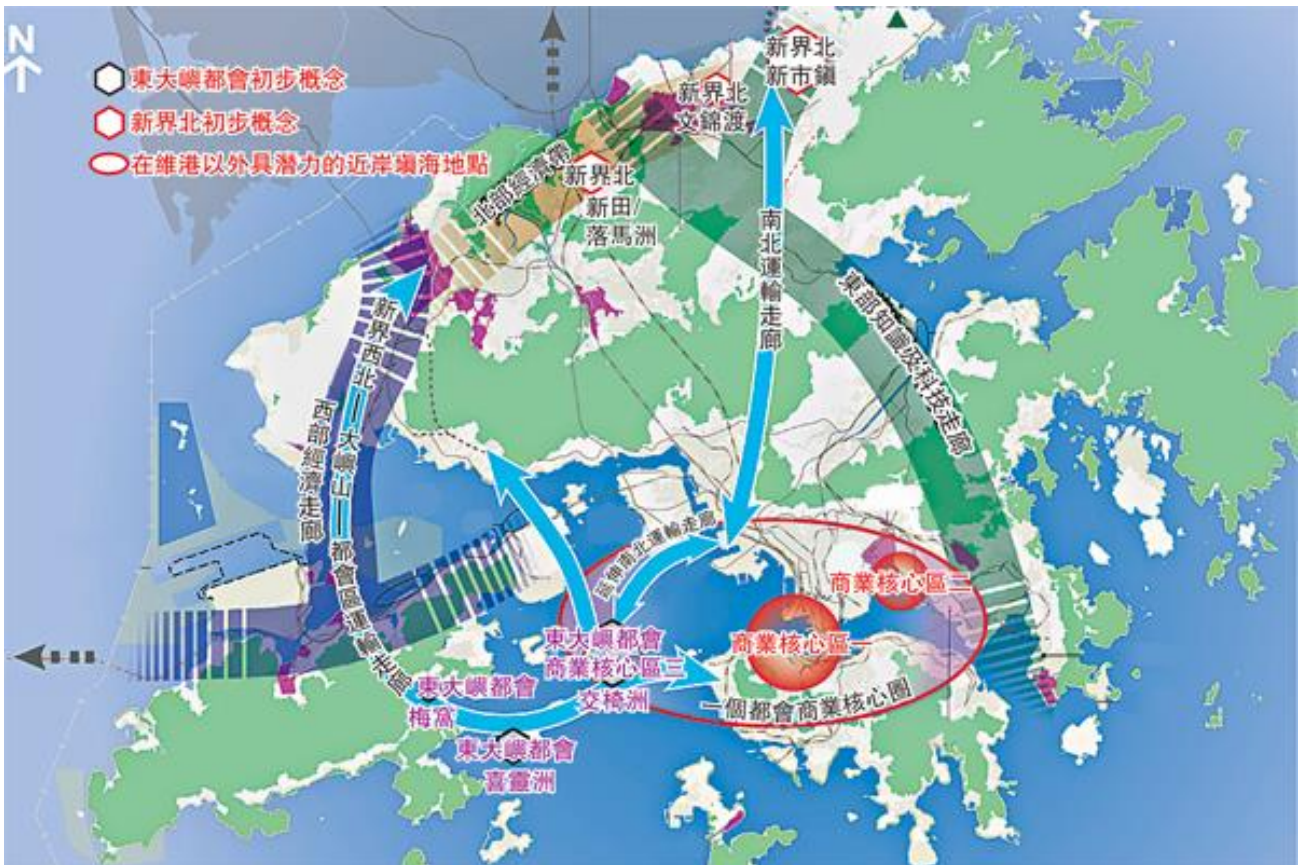 N
東大嶼都會初步概念
新界北初步概念
在維港以外具潛力的近岸填海地點
新界北
新市鎮
新界北
文錦渡
北部經濟帶
新界北
新田/
落馬洲
南北運輸走廊
東部知識及科技走廊
新界西北——大嶼山——都會區運輸走廊
西部經濟走廊
延伸南北運輸走廊
商業核心區二
商業核心區一
東大嶼都會
商業核心區三
交椅洲
一個都會商業核心圈
東大嶼都會
梅窩
東大嶼都會
喜靈洲